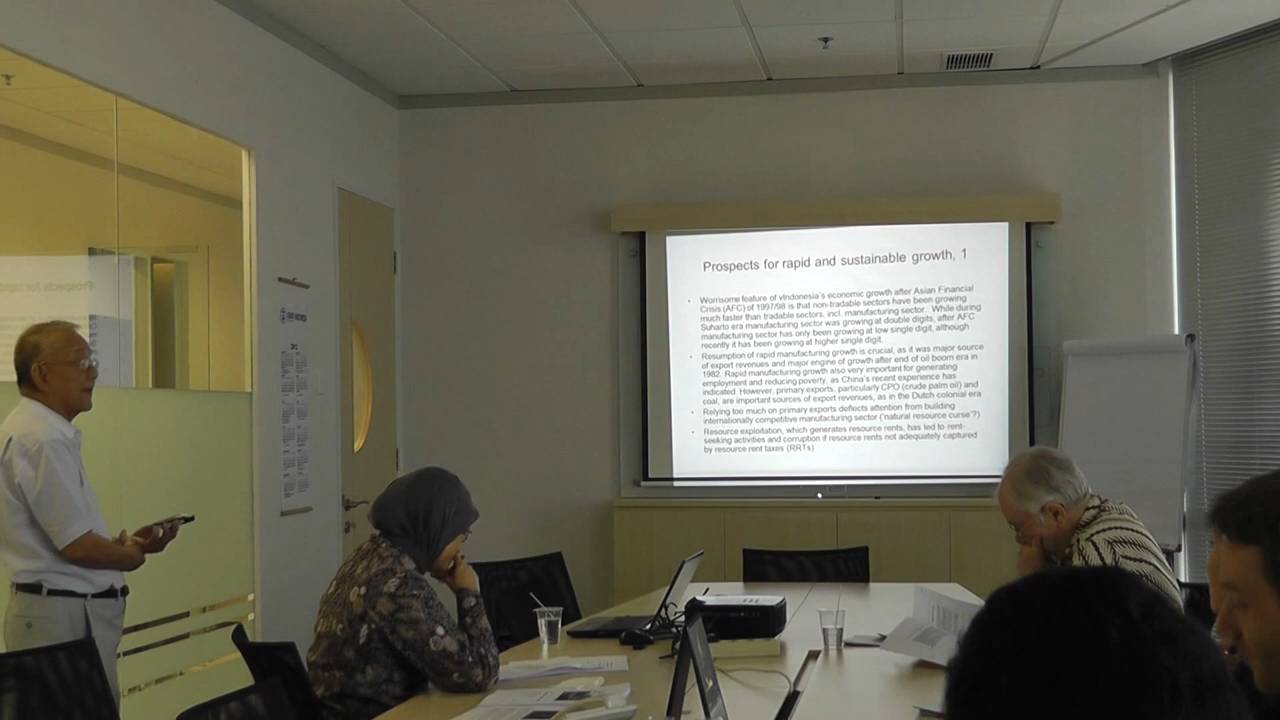 Prospects for rapid and sustainable growth, 1
• Worrisome feature of vIndonesia's economic growth after Asian Financial
Crisis (AFC) of 1997/98 is that non-tradable sectors have been growing
much faster than tradable sectors, incl. manufacturing sector. While during
Suharto era manufacturing sector was growing at double digits, after AFC
manufacturing sector has only been growing at low single digit, although
recently it has been growing at higher single digit.
• Resumption of rapid manufacturing growth is crucial, as it was major source
of export revenues and major engine of growth after end of oil boom era in
1982. Rapid manufacturing growth also very important for generating
employment and reducing poverty, as China's recent experience has
indicated. However, primary exports, particularly CPO (crude palm oil) and
coal, are important sources of export revenues, as in the Dutch colonial era
• Relying too much on primary exports deflects attention from building
internationally competitive manufacturing sector ('natural resource curse'?)
• Resource exploitation, which generates resource rents, has led to rent-
seeking activities and corruption if resource rents not adequately captured
by resource rent taxes (RRTs)